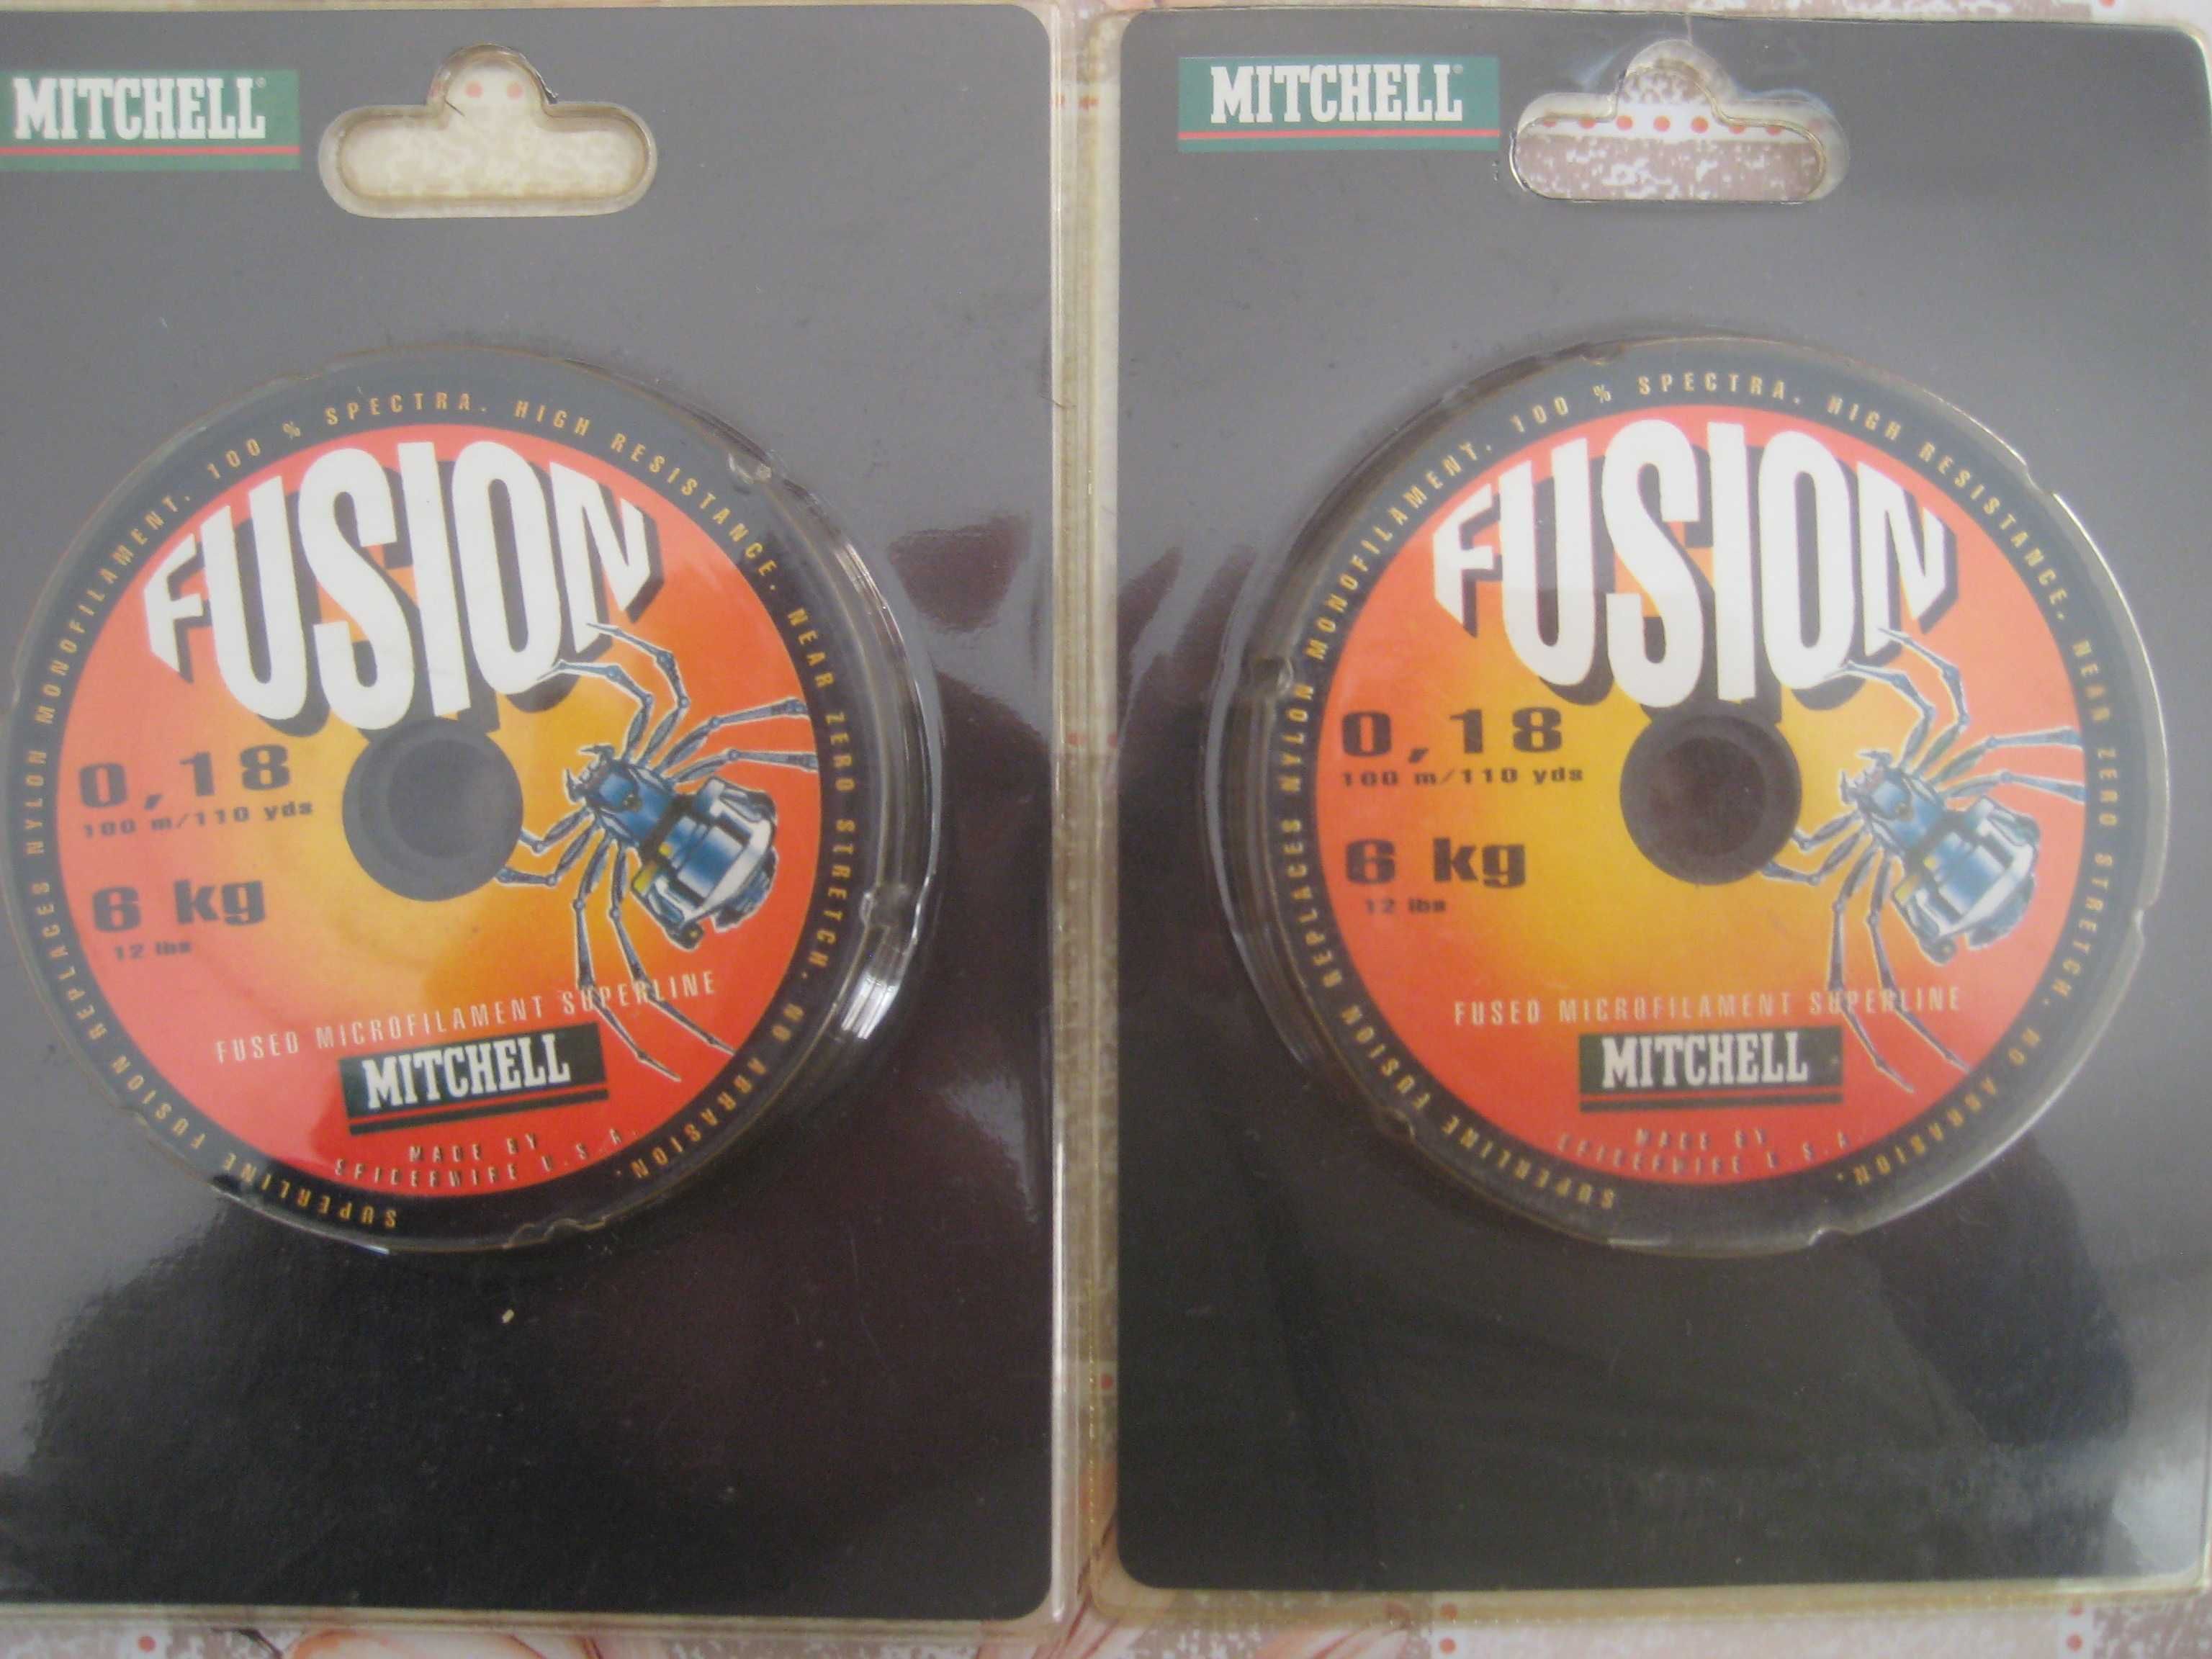 MITCHELL
SUPERLINE FUSION REPLACES NYLON MONOFILAMENT. 100 % SPECTRA. HIGH RESISTANCE. NEAR ZERO STRETCH. NO ABRASION.
FUSION
0,18
100 m/110 yds
6 kg
12 lbs
FUSED MICROFILAMENT SUPERLINE
MITCHELL
MADE BY
U.S.A.
MITCHELL
SUPERLINE FUSION REPLACES NYLON MONOFILAMENT. 100 % SPECTRA. HIGH RESISTANCE. NEAR ZERO STRETCH. NO ABRASION.
FUSION
0,18
100 m/110 yds
6 kg
12 lbs
FUSED MICROFILAMENT SUPERLINE
MITCHELL
MADE BY
U.S.A